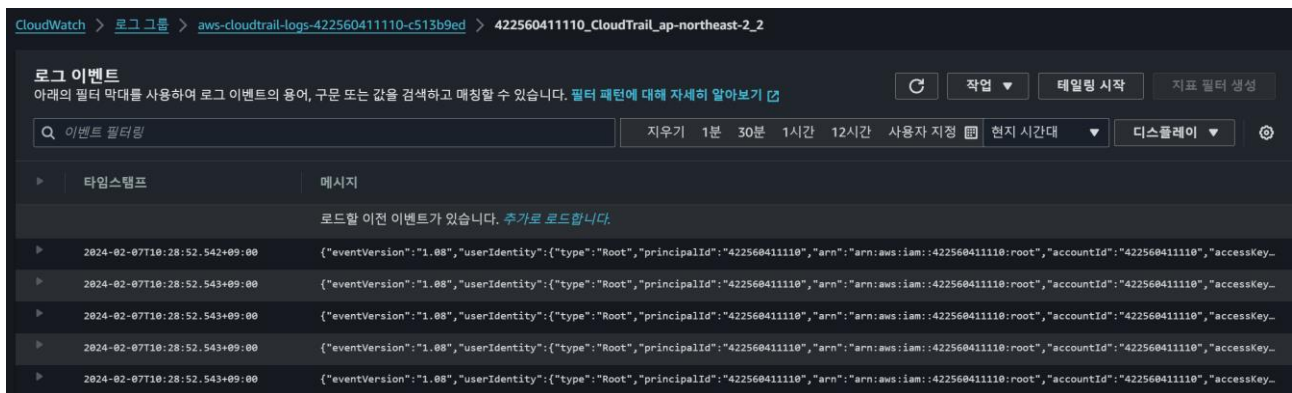 CloudWatch > 로그 그룹 > aws-cloudtrail-logs-422560411110-c513b9ed > 422560411110_CloudTrail_ap-northeast-2_2
로그 이벤트
아래의 필터 막대를 사용하여 로그 이벤트의 용어, 구문 또는 값을 검색하고 매칭할 수 있습니다. 필터 패턴에 대해 자세히 알아보기
작업 ▼ 테일링 시작 지표 필터 생성
이벤트 필터링 지우기 1분 30분 1시간 12시간 사용자 지정 현지 시간대 ▼ 디스플레이 ▼
타임스탬프 메시지
로드할 이전 이벤트가 있습니다. 추가로 로드합니다.
2024-02-07T10:28:52.542+09:00 {"eventVersion":"1.08","userIdentity":{"type":"Root","principalId":"422560411110","arn":"arn:aws:iam::422560411110:root","accountId":"422560411110","accessKey…
2024-02-07T10:28:52.543+09:00 {"eventVersion":"1.08","userIdentity":{"type":"Root","principalId":"422560411110","arn":"arn:aws:iam::422560411110:root","accountId":"422560411110","accessKey…
2024-02-07T10:28:52.543+09:00 {"eventVersion":"1.08","userIdentity":{"type":"Root","principalId":"422560411110","arn":"arn:aws:iam::422560411110:root","accountId":"422560411110","accessKey…
2024-02-07T10:28:52.543+09:00 {"eventVersion":"1.08","userIdentity":{"type":"Root","principalId":"422560411110","arn":"arn:aws:iam::422560411110:root","accountId":"422560411110","accessKey…
2024-02-07T10:28:52.543+09:00 {"eventVersion":"1.08","userIdentity":{"type":"Root","principalId":"422560411110","arn":"arn:aws:iam::422560411110:root","accountId":"422560411110","accessKey…